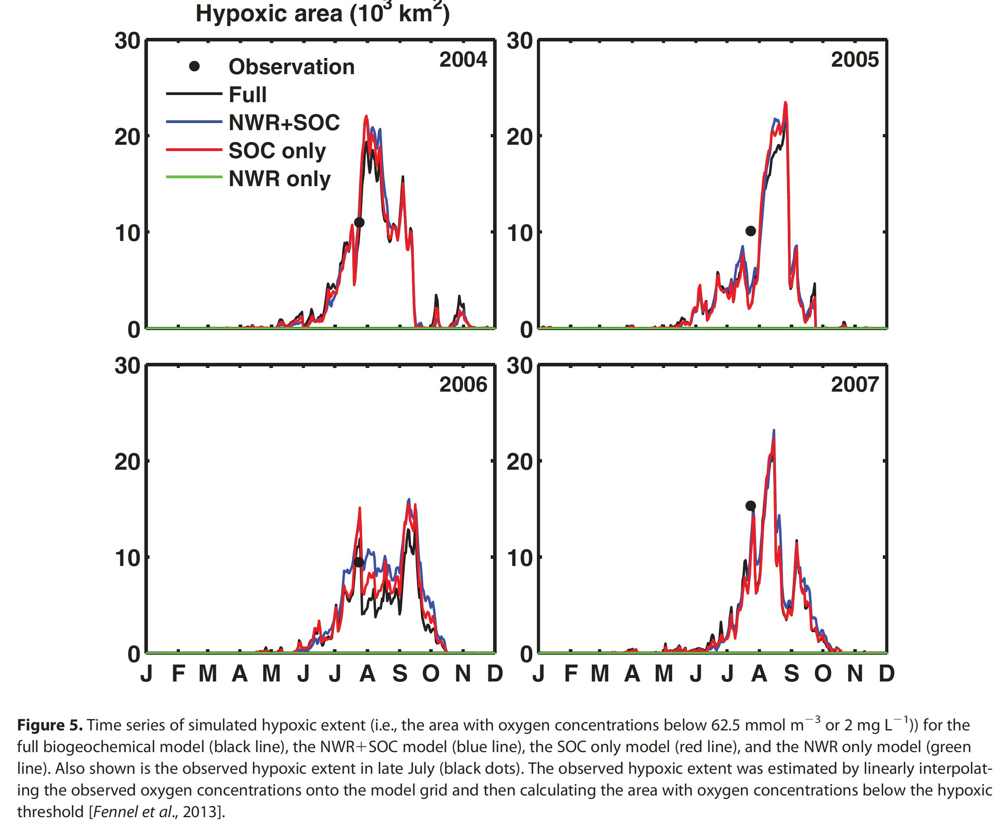 Hypoxic area (10³ km²)
30
20
10
0
2004
Observation
Full
NWR+SOC
SOC only
NWR only
30
20
10
0
2005
30
20
10
0
2006
J F M A M J J A S O N D
30
20
10
0
2007
J F M A M J J A S O N D
Figure 5. Time series of simulated hypoxic extent (i.e., the area with oxygen concentrations below 62.5 mmol m⁻³ or 2 mg L⁻¹)) for the
full biogeochemical model (black line), the NWR+SOC model (blue line), the SOC only model (red line), and the NWR only model (green
line). Also shown is the observed hypoxic extent in late July (black dots). The observed hypoxic extent was estimated by linearly interpolat-
ing the observed oxygen concentrations onto the model grid and then calculating the area with oxygen concentrations below the hypoxic
threshold [Fennel et al., 2013].